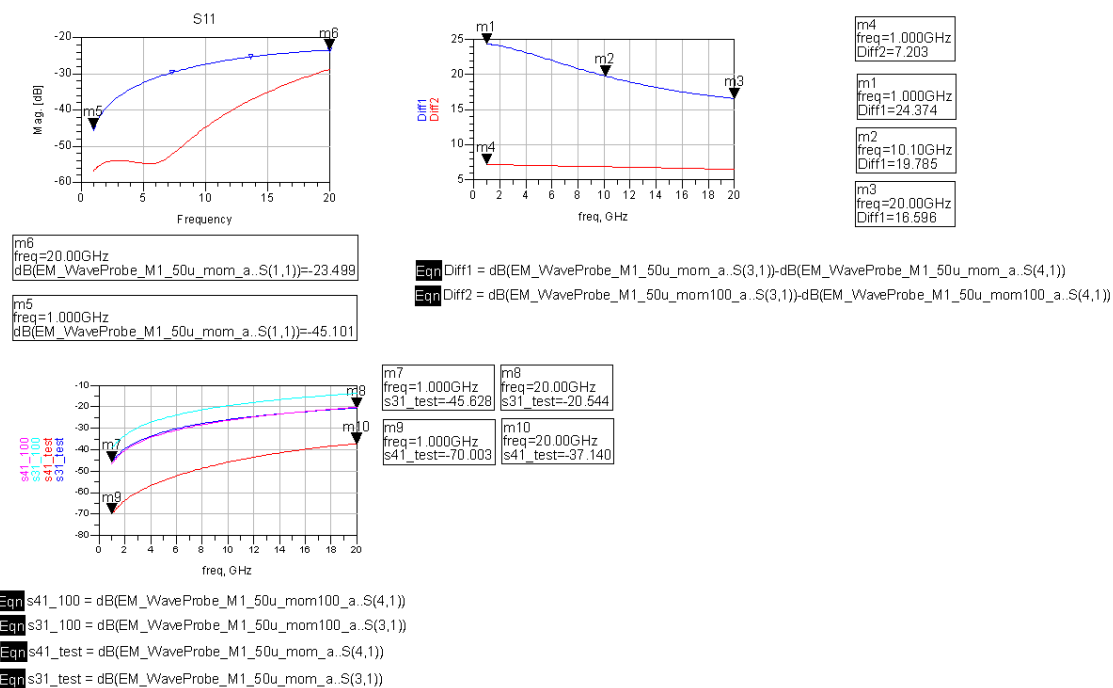 S11
m6
m5
-20
-30
-40
-50
-60
0
5
10
15
20
Mag. [dB]
Frequency
m1
m2
m3
m4
25
20
15
10
5
0
2
4
6
8
10
12
14
16
18
20
Diff1
Diff2
freq, GHz
m4
freq=1.000GHz
Diff2=7.203
m1
freq=1.000GHz
Diff1=24.374
m2
freq=10.10GHz
Diff1=19.785
m3
freq=20.00GHz
Diff1=16.596
m6
freq=20.00GHz
dB(EM_WaveProbe_M1_50u_mom_a..S(1,1))=-23.499
m5
freq=1.000GHz
dB(EM_WaveProbe_M1_50u_mom_a..S(1,1))=-45.101
Eqn Diff1 = dB(EM_WaveProbe_M1_50u_mom_a..S(3,1))-dB(EM_WaveProbe_M1_50u_mom_a..S(4,1))
Eqn Diff2 = dB(EM_WaveProbe_M1_50u_mom100_a..S(3,1))-dB(EM_WaveProbe_M1_50u_mom100_a..S(4,1))
m7
m8
m9
m10
-10
-20
-30
-40
-50
-60
-70
-80
0
2
4
6
8
10
12
14
16
18
20
s41_100
s31_100
s41_test
s31_test
freq, GHz
m7
freq=1.000GHz
s31_test=-45.628
m8
freq=20.00GHz
s31_test=-20.544
m9
freq=1.000GHz
s41_test=-70.003
m10
freq=20.00GHz
s41_test=-37.140
Eqn s41_100 = dB(EM_WaveProbe_M1_50u_mom100_a..S(4,1))
Eqn s31_100 = dB(EM_WaveProbe_M1_50u_mom100_a..S(3,1))
Eqn s41_test = dB(EM_WaveProbe_M1_50u_mom_a..S(4,1))
Eqn s31_test = dB(EM_WaveProbe_M1_50u_mom_a..S(3,1))